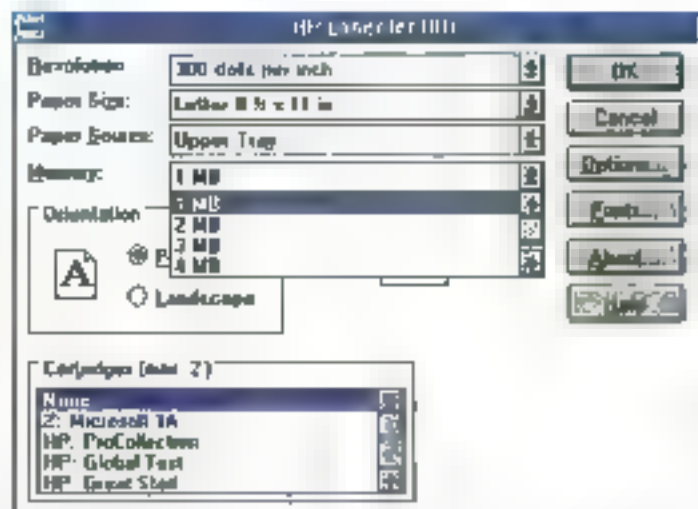 HP LaserJet IIID
Resolution: 300 dots per inch
OK
Paper Size: Letter 8 ½ x 11 in
Cancel
Paper Source: Upper Tray
Options...
Memory: 1 MB
1 MB
2 MB
3 MB
4 MB
Fonts...
About...
Orientation
A
Landscape
Cartridges (max 2)
None
Z: Microsoft 1A
HP: ProCollection
HP: Global Text
HP: Great Start